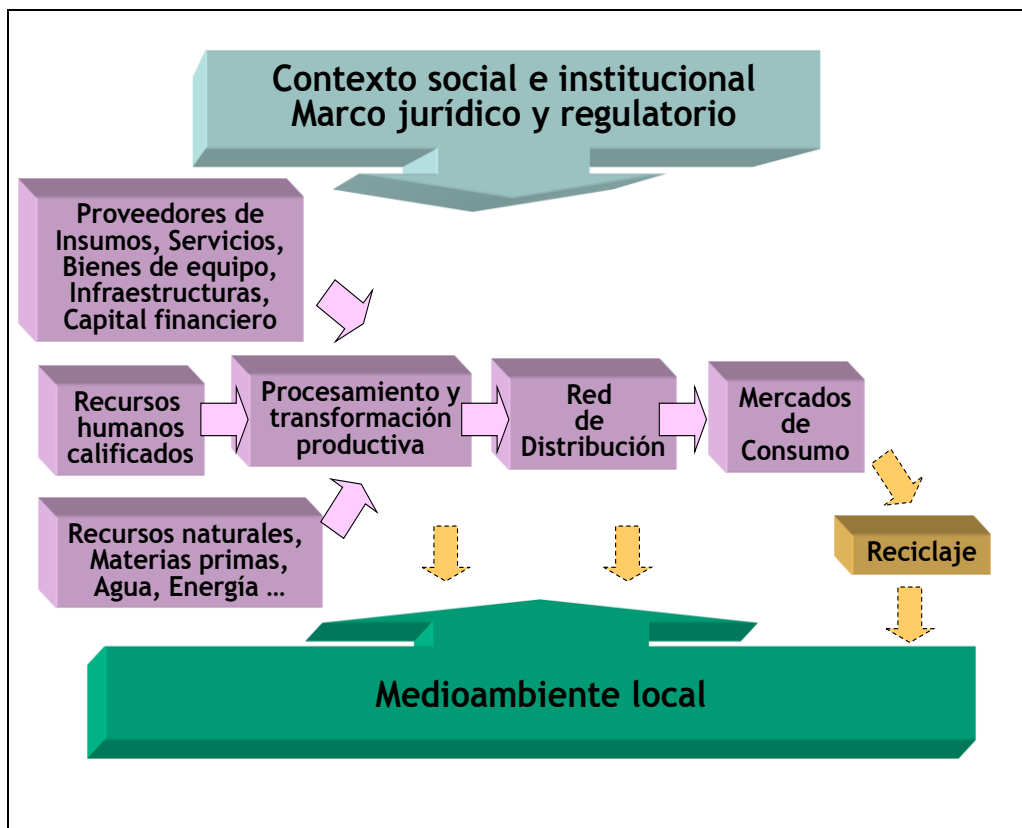 Contexto social e institucional
Marco jurídico y regulatorio
Proveedores de
Insumos, Servicios,
Bienes de equipo,
Infraestructuras,
Capital financiero
Recursos
humanos
calificados
Procesamiento y
transformación
productiva
Red
de
Distribución
Mercados
de
Consumo
Recursos naturales,
Materias primas,
Agua, Energía ...
Reciclaje
Medioambiente local